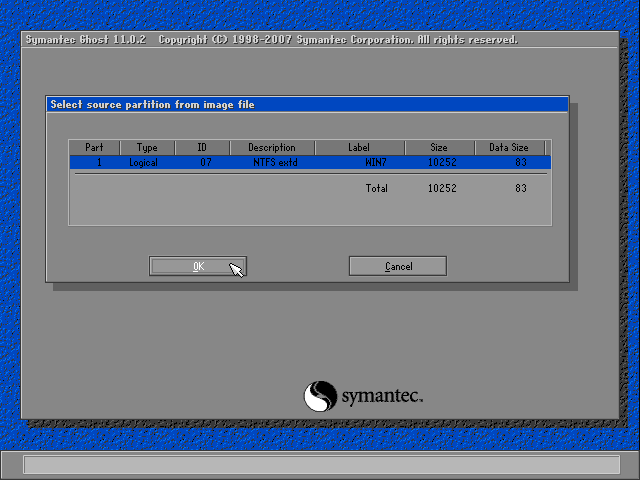 Symantec Ghost 11.0.2   Copyright (C) 1998-2007 Symantec Corporation. All rights reserved.
Select source partition from image file
Part Type ID Description Label Size Data Size
1 Logical 07 NTFS extd WIN7 10252 83
Total 10252 83
OK Cancel
symantec.